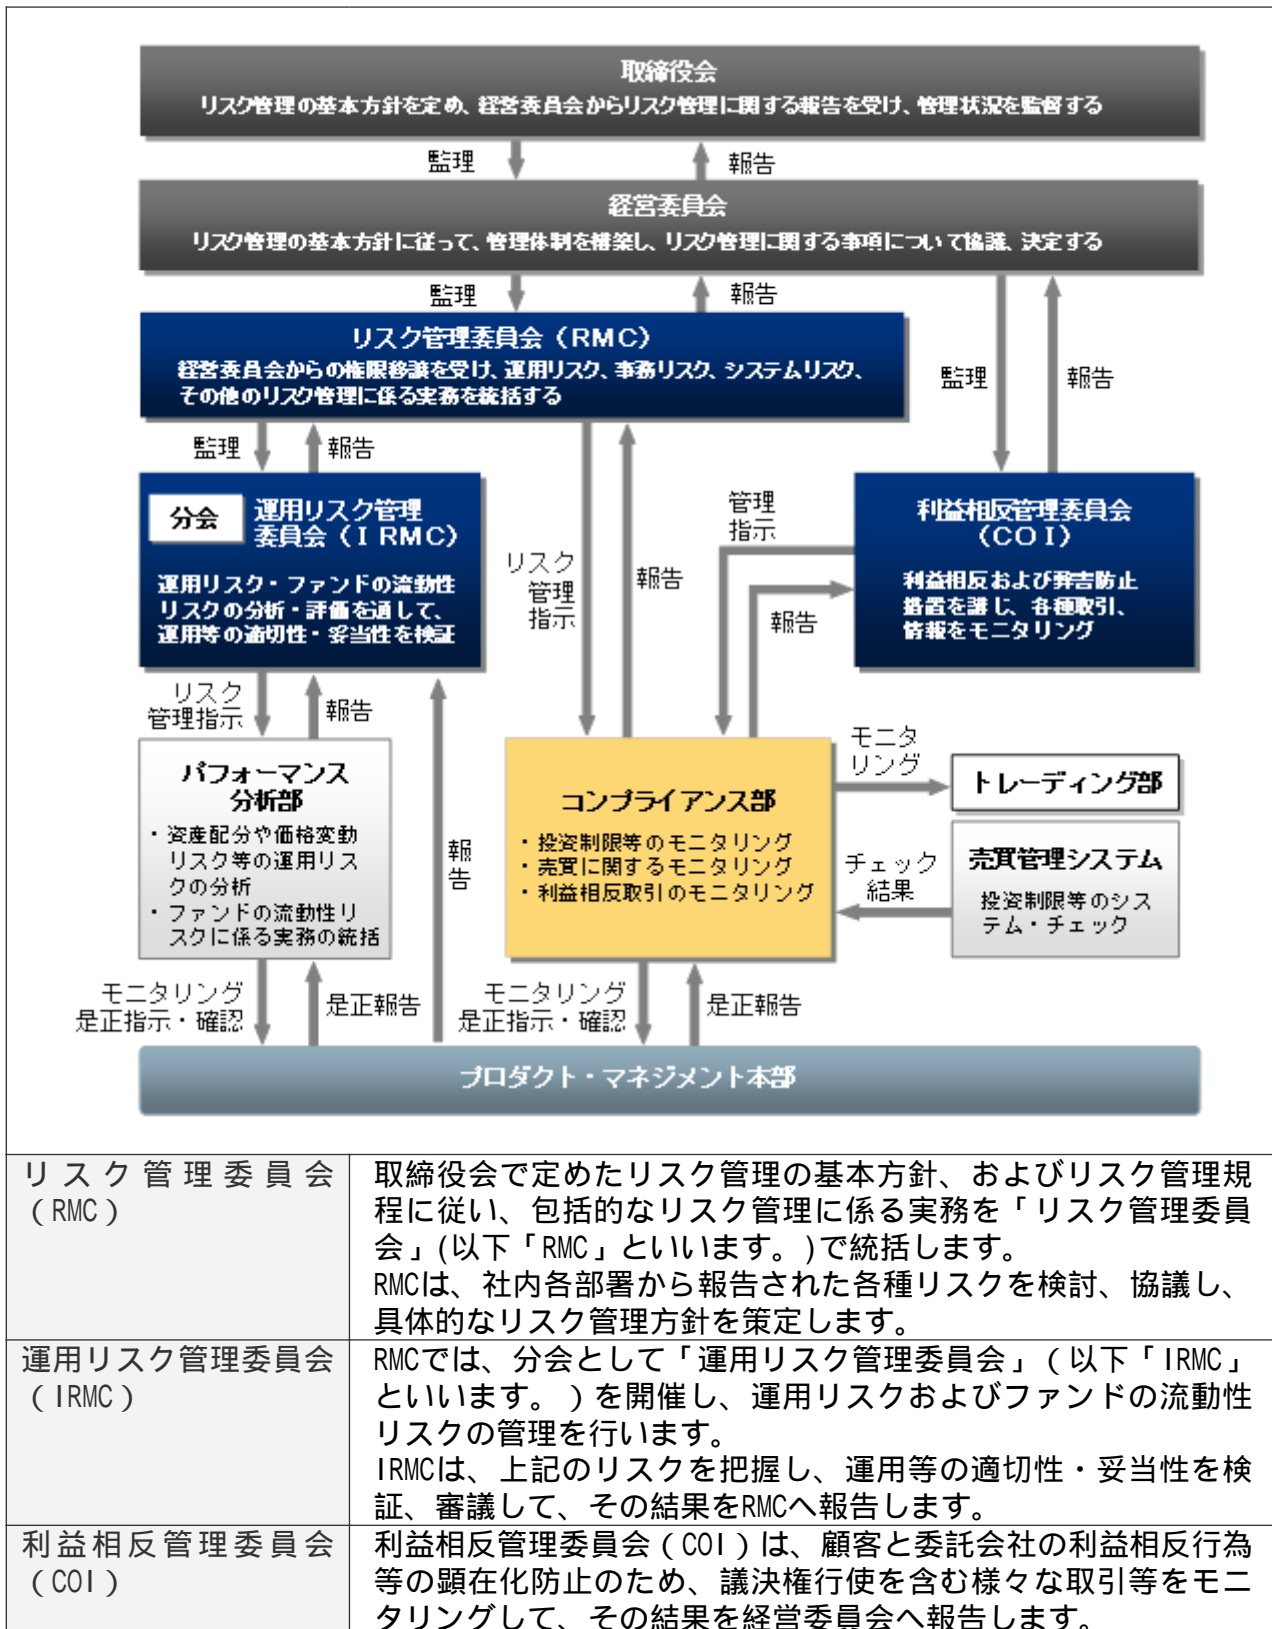 取締役会
リスク管理の基本方針を定め、経営委員会からリスク管理に関する報告を受け、管理状況を監督する
監理
報告
経営委員会
リスク管理の基本方針に従って、管理体制を構築し、リスク管理に関する事項について協議、決定する
監理
報告
リスク管理委員会（RMC）
経営委員会からの権限移譲を受け、運用リスク、事務リスク、システムリスク、
その他のリスク管理に係る実務を統括する
監理
報告
監理
報告
分会
運用リスク管理
委員会（ＩRMC）
運用リスク・ファンドの流動性
リスクの分析・評価を通して、
運用等の適切性・妥当性を検証
リスク
管理
指示
報告
管理
指示
報告
利益相反管理委員会
（COI）
利益相反および弊害防止
措置を講じ、各種取引、
情報をモニタリング
リスク
管理指示
報告
パフォーマンス
分析部
・資産配分や価格変動
リスク等の運用リス
クの分析
・ファンドの流動性リ
スクに係る実務の統括
報
告
コンプライアンス部
・投資制限等のモニタリング
・売買に関するモニタリング
・利益相反取引のモニタリング
モニタ
リング
トレーディング部
チェック
結果
売買管理システム
投資制限等のシス
テム・チェック
モニタリング
是正指示・確認
是正報告
モニタリング
是正指示・確認
是正報告
プロダクト・マネジメント本部
リスク管理委員会
（RMC）
取締役会で定めたリスク管理の基本方針、およびリスク管理規
程に従い、包括的なリスク管理に係る実務を「リスク管理委員
会」(以下「RMC」といいます。)で統括します。
RMCは、社内各部署から報告された各種リスクを検討、協議し、
具体的なリスク管理方針を策定します。
運用リスク管理委員会
（IRMC）
RMCでは、分会として「運用リスク管理委員会」（以下「IRMC」
といいます。）を開催し、運用リスクおよびファンドの流動性
リスクの管理を行います。
IRMCは、上記のリスクを把握し、運用等の適切性・妥当性を検
証、審議して、その結果をRMCへ報告します。
利益相反管理委員会
（COI）
利益相反管理委員会（COI）は、顧客と委託会社の利益相反行為
等の顕在化防止のため、議決権行使を含む様々な取引等をモニ
タリングして、その結果を経営委員会へ報告します。